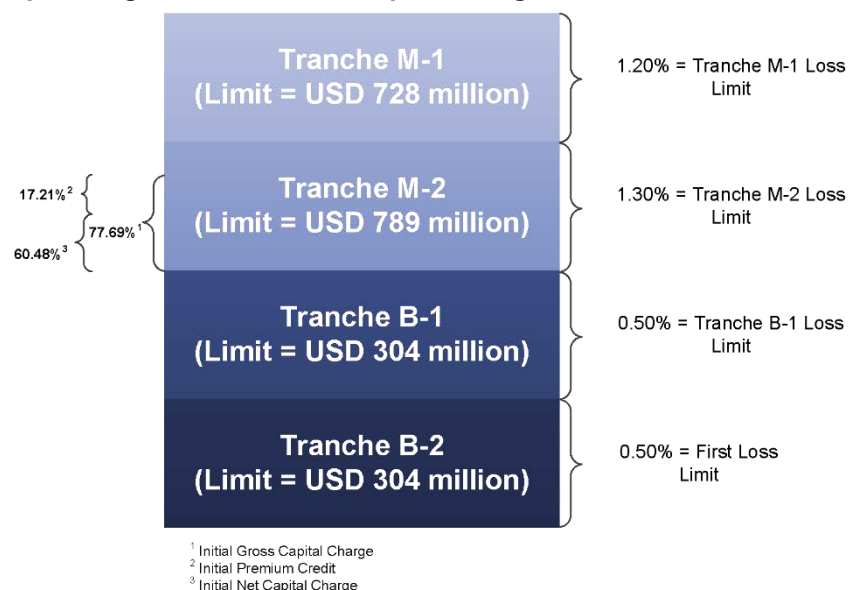 Tranche M-1
(Limit = USD 728 million)
1.20% = Tranche M-1 Loss
Limit
Tranche M-2
(Limit = USD 789 million)
17.21%²
77.69%¹
60.48%³
1.30% = Tranche M-2 Loss
Limit
Tranche B-1
(Limit = USD 304 million)
0.50% = Tranche B-1 Loss
Limit
Tranche B-2
(Limit = USD 304 million)
0.50% = First Loss
Limit
¹ Initial Gross Capital Charge
² Initial Premium Credit
³ Initial Net Capital Charge